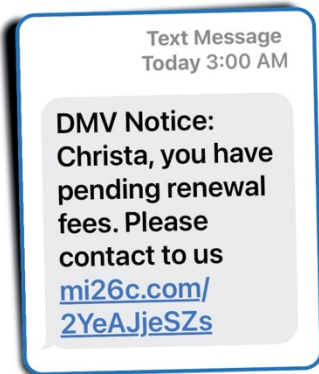 Text Message
Today 3:00 AM
DMV Notice:
Christa, you have
pending renewal
fees. Please
contact to us
mi26c.com/
2YeAJjeSZs